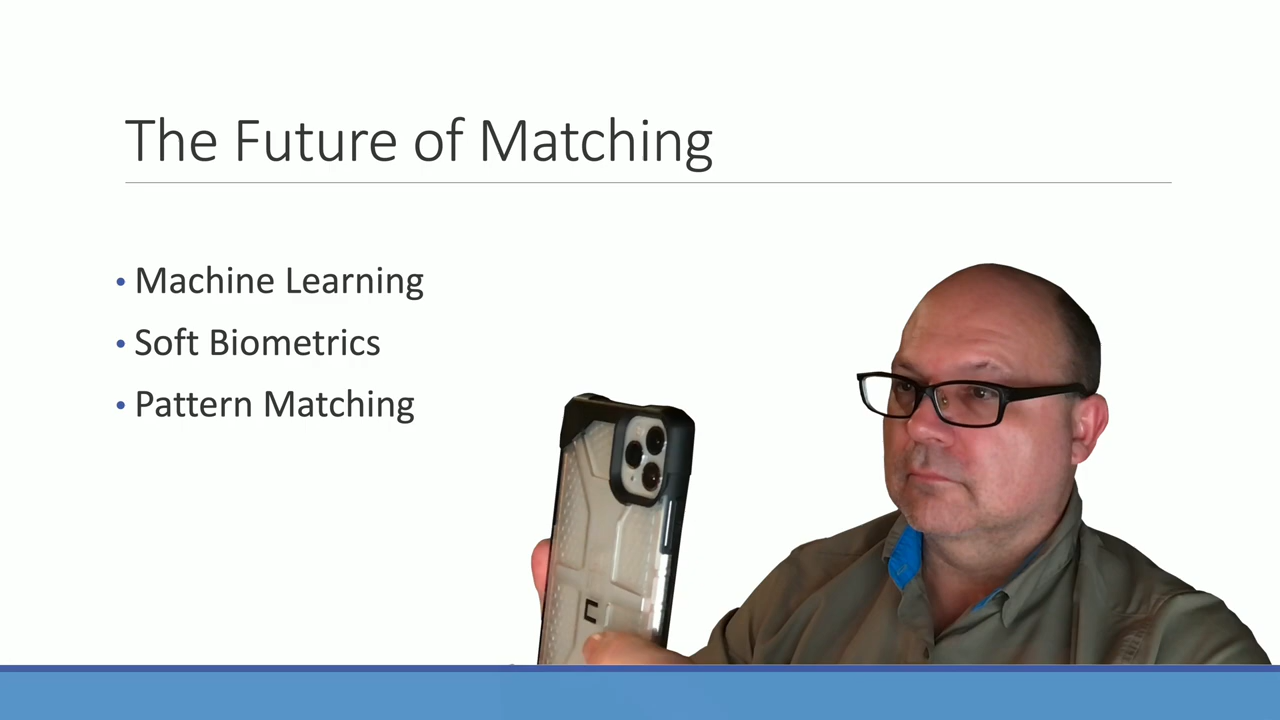 The Future of Matching
• Machine Learning
• Soft Biometrics
• Pattern Matching